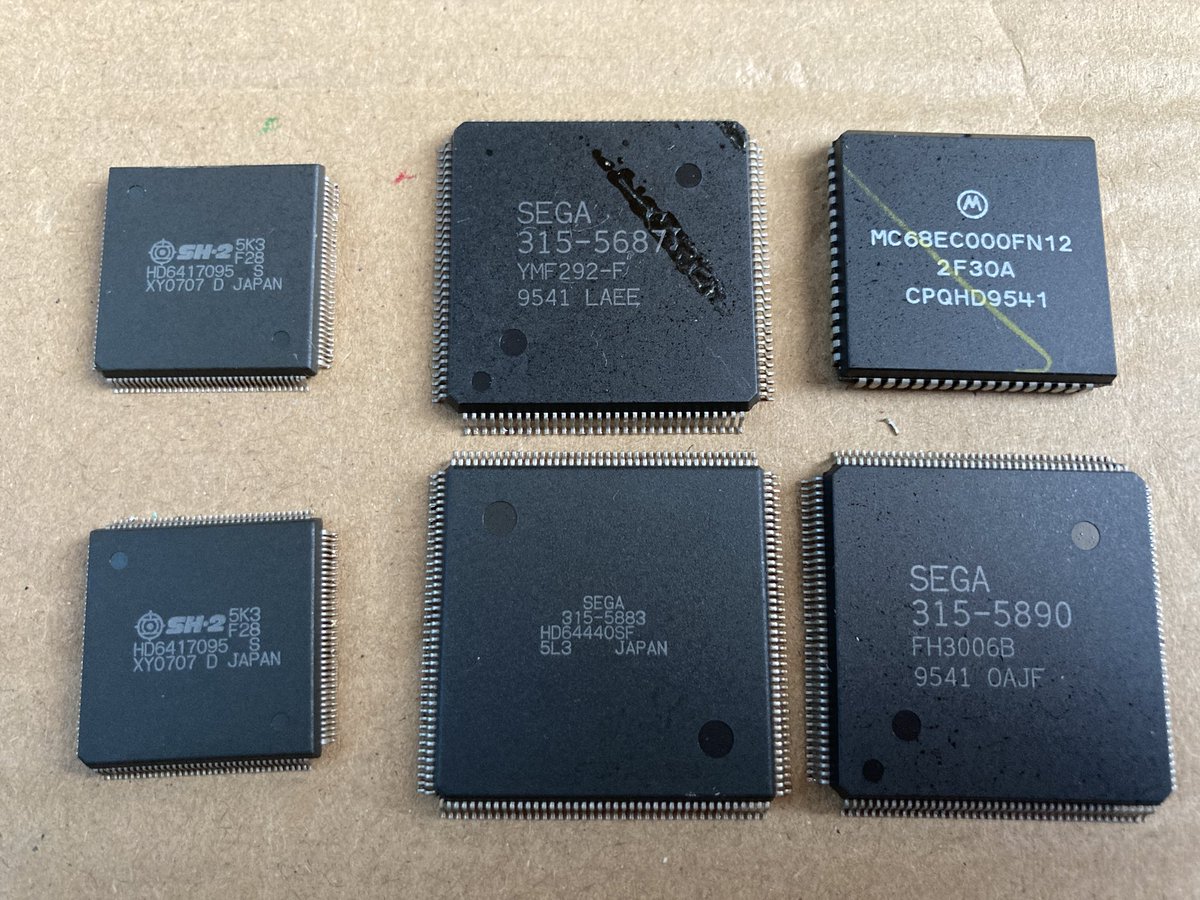 SH-2 5K3
F28
HD6417095 S
XY0707 D JAPAN
SEGA
315-5687
YMF292-F
9541 LAEE
M
MC68EC000FN12
2F30A
CPQHD9541
SH-2 5K3
F28
HD6417095 S
XY0707 D JAPAN
SEGA
315-5883
HD64440SF
5L3 JAPAN
SEGA
315-5890
FH3006B
9541 OAJF